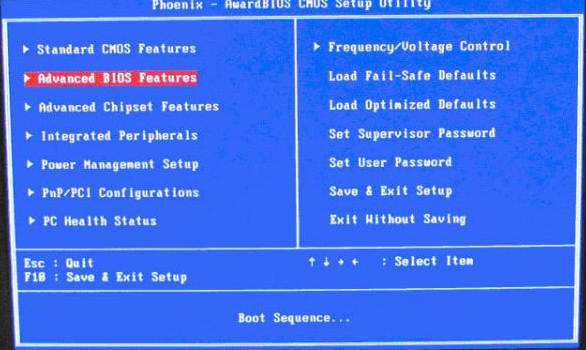 Phoenix - AwardBIOS CMOS Setup Utility
▶ Standard CMOS Features
▶ Advanced BIOS Features
▶ Advanced Chipset Features
▶ Integrated Peripherals
▶ Power Management Setup
▶ PnP/PCI Configurations
▶ PC Health Status
▶ Frequency/Voltage Control
Load Fail-Safe Defaults
Load Optimized Defaults
Set Supervisor Password
Set User Password
Save & Exit Setup
Exit Without Saving
Esc : Quit
F10 : Save & Exit Setup
↑ ↓ → ← : Select Item
Boot Sequence...